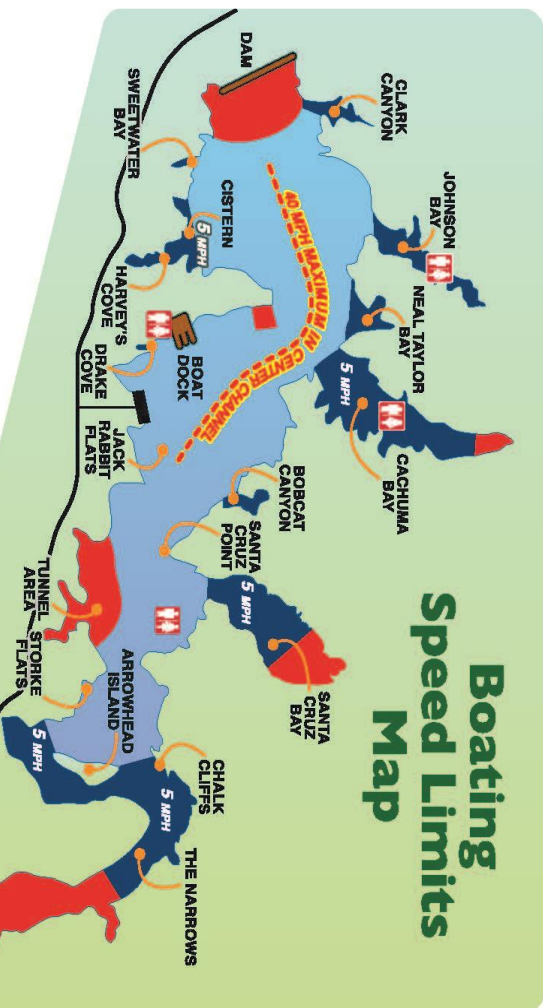 Boating
Speed Limits
Map
CLARK
CANYON
JOHNSON
BAY
NEAL TAYLOR
BAY
CACHUMA
BAY
5 MPH
DAM
40 MPH MAXIMUM IN CENTER CHANNEL
SWEETWATER
BAY
CISTERN
5 MPH
HARVEY'S
COVE
BOAT
DOCK
DRAKE
COVE
JACK
RABBIT
FLATS
BOBCAT
CANYON
SANTA
CRUZ
POINT
5 MPH
SANTA
CRUZ
BAY
TUNNEL
AREA
STORKE
FLATS
ARROWHEAD
ISLAND
CHALK
CLIFFS
5 MPH
5 MPH
THE NARROWS